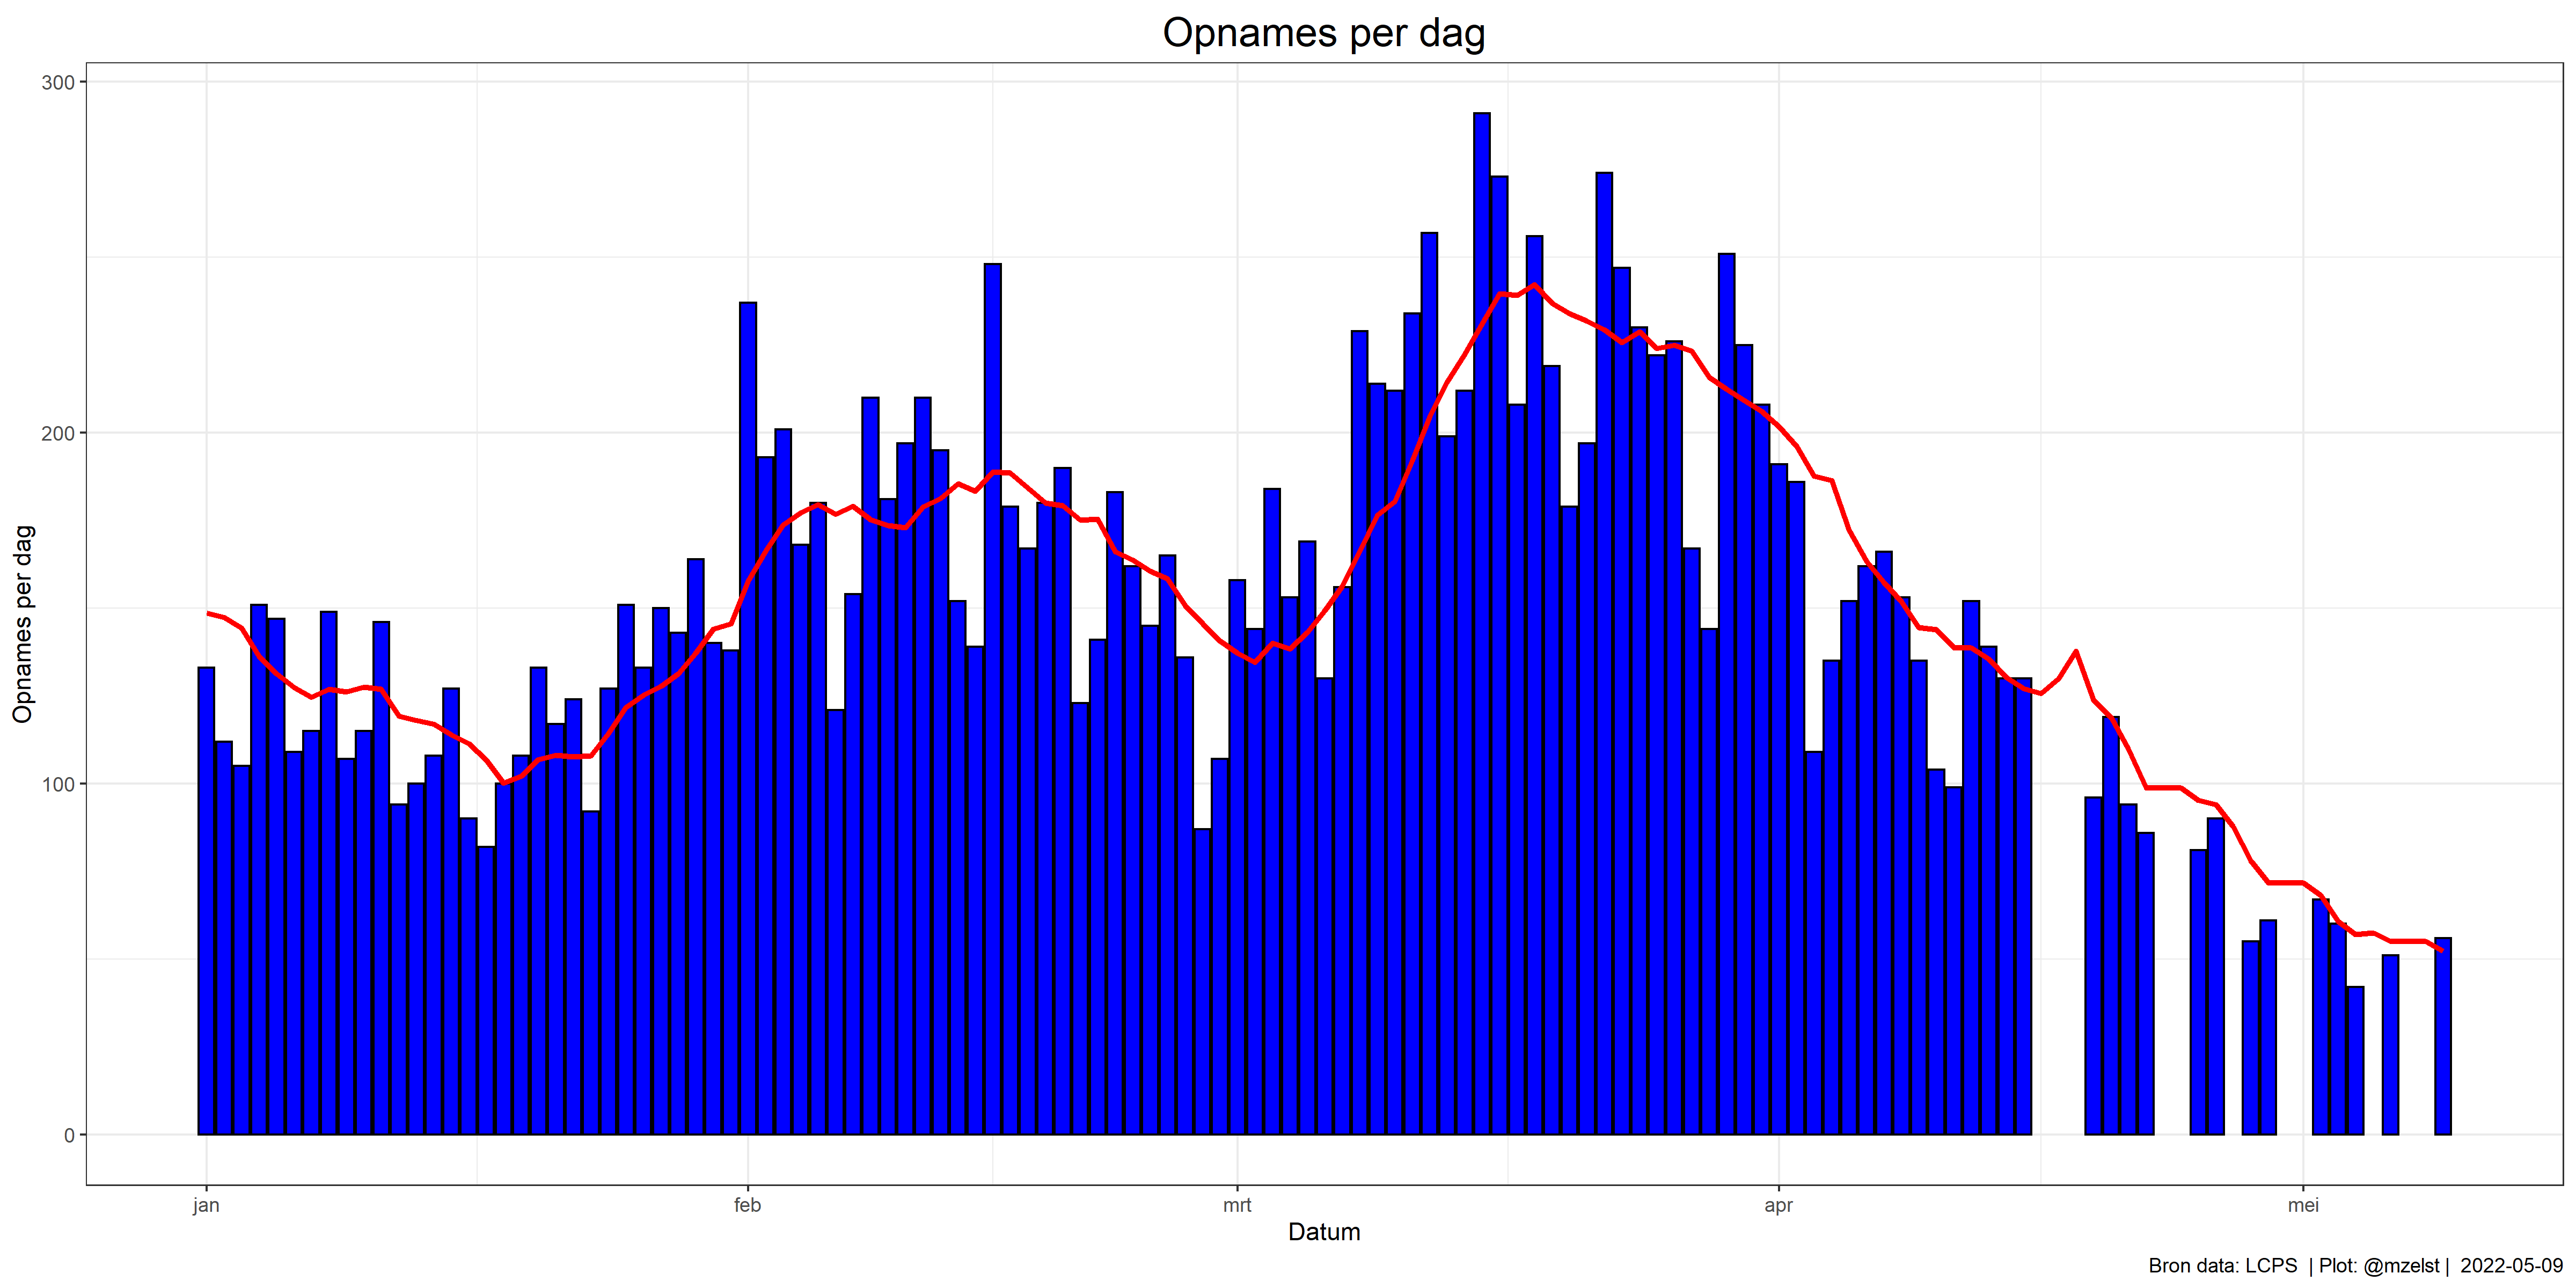 Opnames per dag
300
200
100
0
Opnames per dag
jan feb mrt apr mei
Datum
Bron data: LCPS | Plot: @mzelst | 2022-05-09